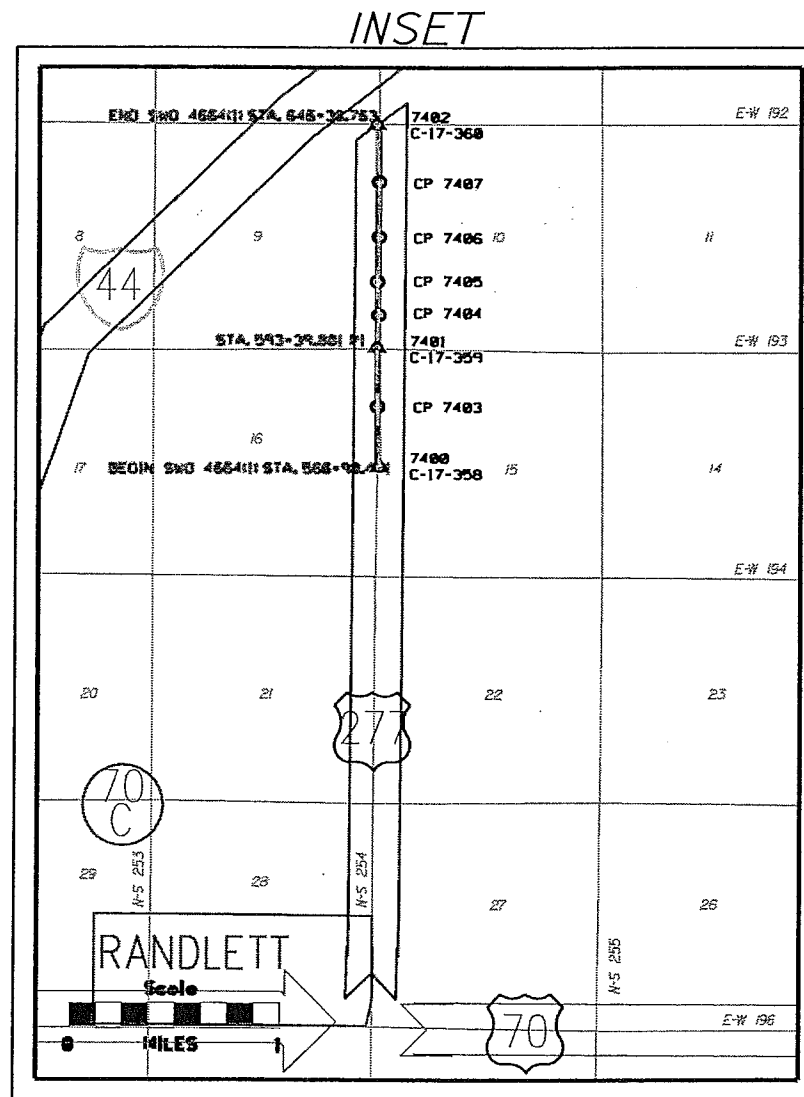 INSET
END SWO 4664(1) STA. 646+38.753
7402
C-17-360
E-W 192
CP 7407
8
9
CP 7406
10
11
44
CP 7405
CP 7404
STA. 593+39.881 PI
7401
C-17-359
E-W 193
CP 7403
16
17
BEGIN SWO 4664(1) STA.
7400
C-17-358
15
14
E-W 194
20
21
22
23
277
70
C
29
N-S 253
28
N-S 254
27
26
N-S 255
RANDLETT
Scale
0
MILES
1
70
E-W 196